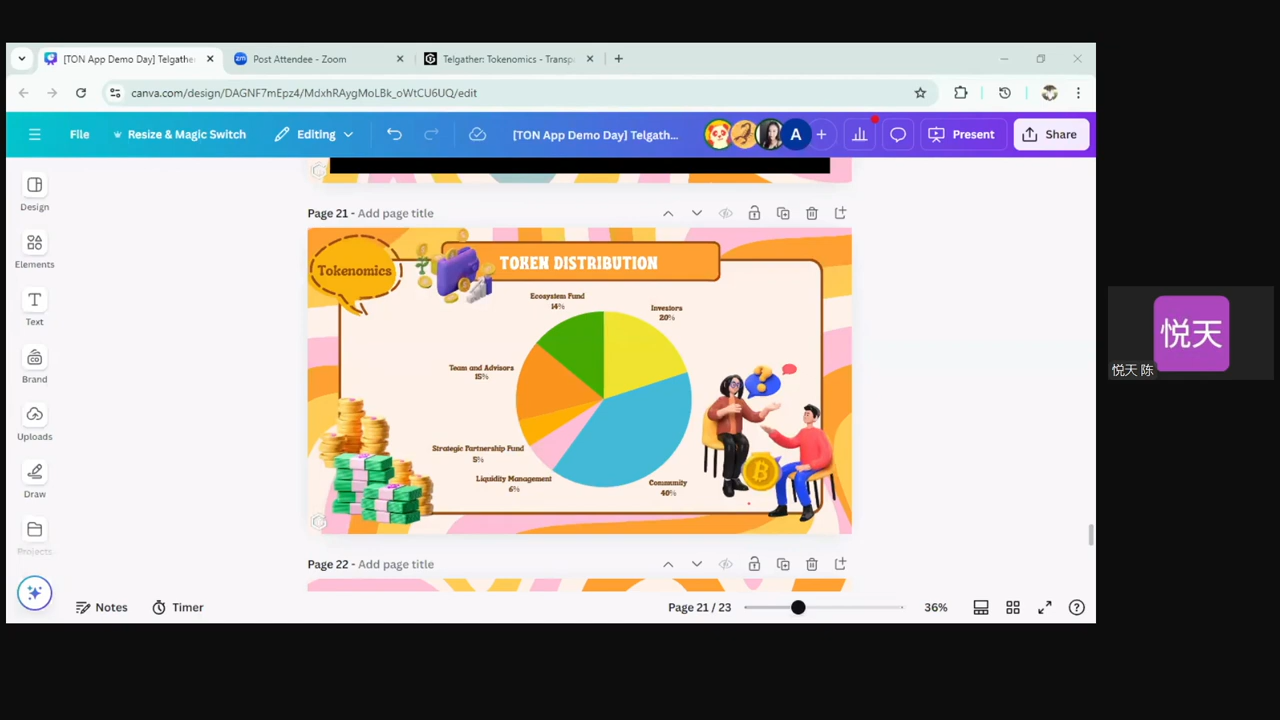 [TON App Demo Day] Telgathe
Post Attendee - Zoom
Telgather: Tokenomics - Transp
canva.com/design/DAGNF7mEpz4/MdxhRAygMoLBk_oWtCU6UQ/edit
File
Resize & Magic Switch
Editing
[TON App Demo Day] Telgath...
A
Present
Share
Design
Elements
Text
Brand
Uploads
Draw
Projects
Page 21 - Add page title
Tokenomics
TOKEN DISTRIBUTION
Ecosystem Fund
14%
Investors
20%
Team and Advisors
15%
Strategic Partnership Fund
5%
Liquidity Management
6%
Community
40%
Page 22 - Add page title
Notes
Timer
Page 21 / 23
36%
悦天
悦天 陈